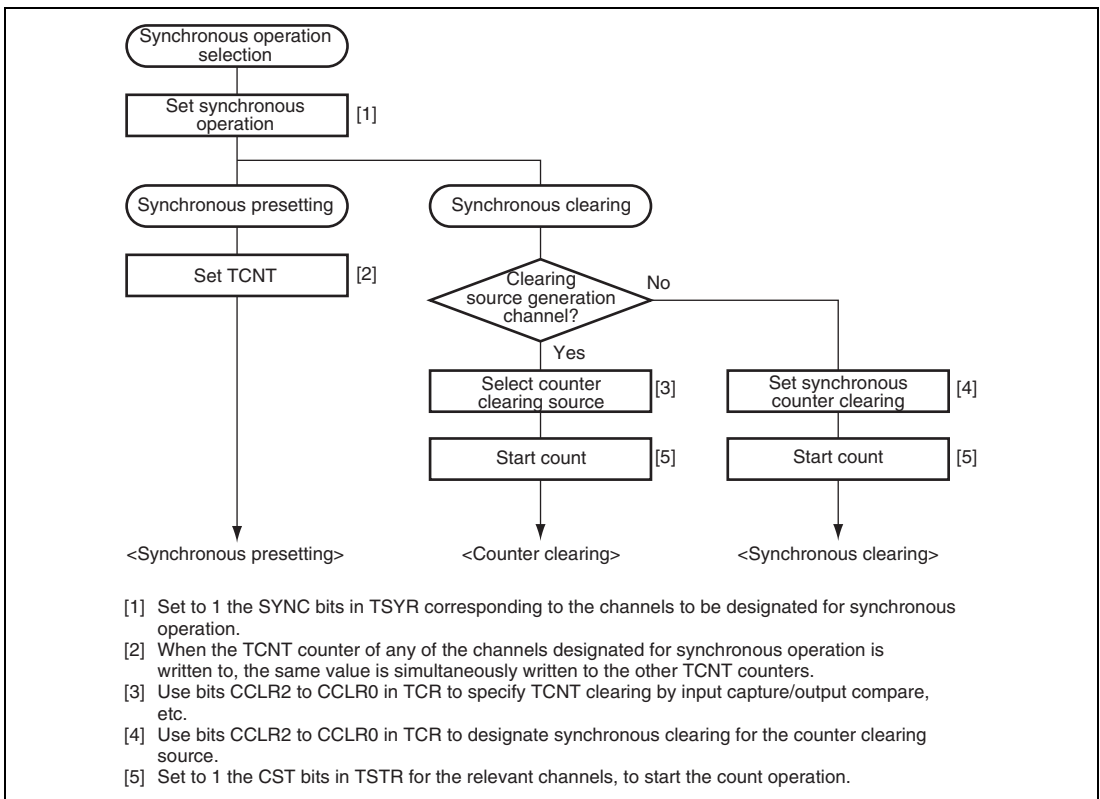 Synchronous operation
selection
Set synchronous
operation
[1]
Synchronous presetting
Synchronous clearing
Set TCNT
[2]
Clearing
source generation
channel?
No
Yes
Select counter
clearing source
[3]
Set synchronous
counter clearing
[4]
Start count
[5]
Start count
[5]
<Synchronous presetting>
<Counter clearing>
<Synchronous clearing>
[1] Set to 1 the SYNC bits in TSYR corresponding to the channels to be designated for synchronous
operation.
[2] When the TCNT counter of any of the channels designated for synchronous operation is
written to, the same value is simultaneously written to the other TCNT counters.
[3] Use bits CCLR2 to CCLR0 in TCR to specify TCNT clearing by input capture/output compare,
etc.
[4] Use bits CCLR2 to CCLR0 in TCR to designate synchronous clearing for the counter clearing
source.
[5] Set to 1 the CST bits in TSTR for the relevant channels, to start the count operation.